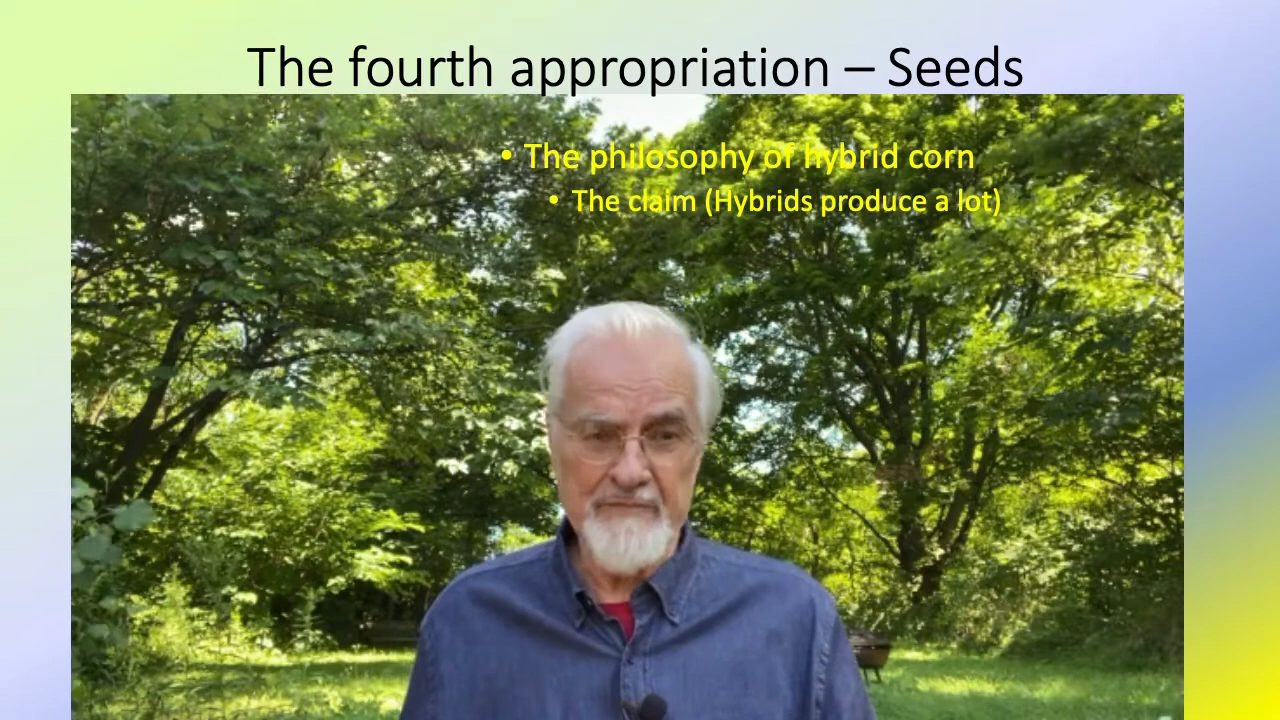 The fourth appropriation – Seeds
• The philosophy of hybrid corn
• The claim (Hybrids produce a lot)